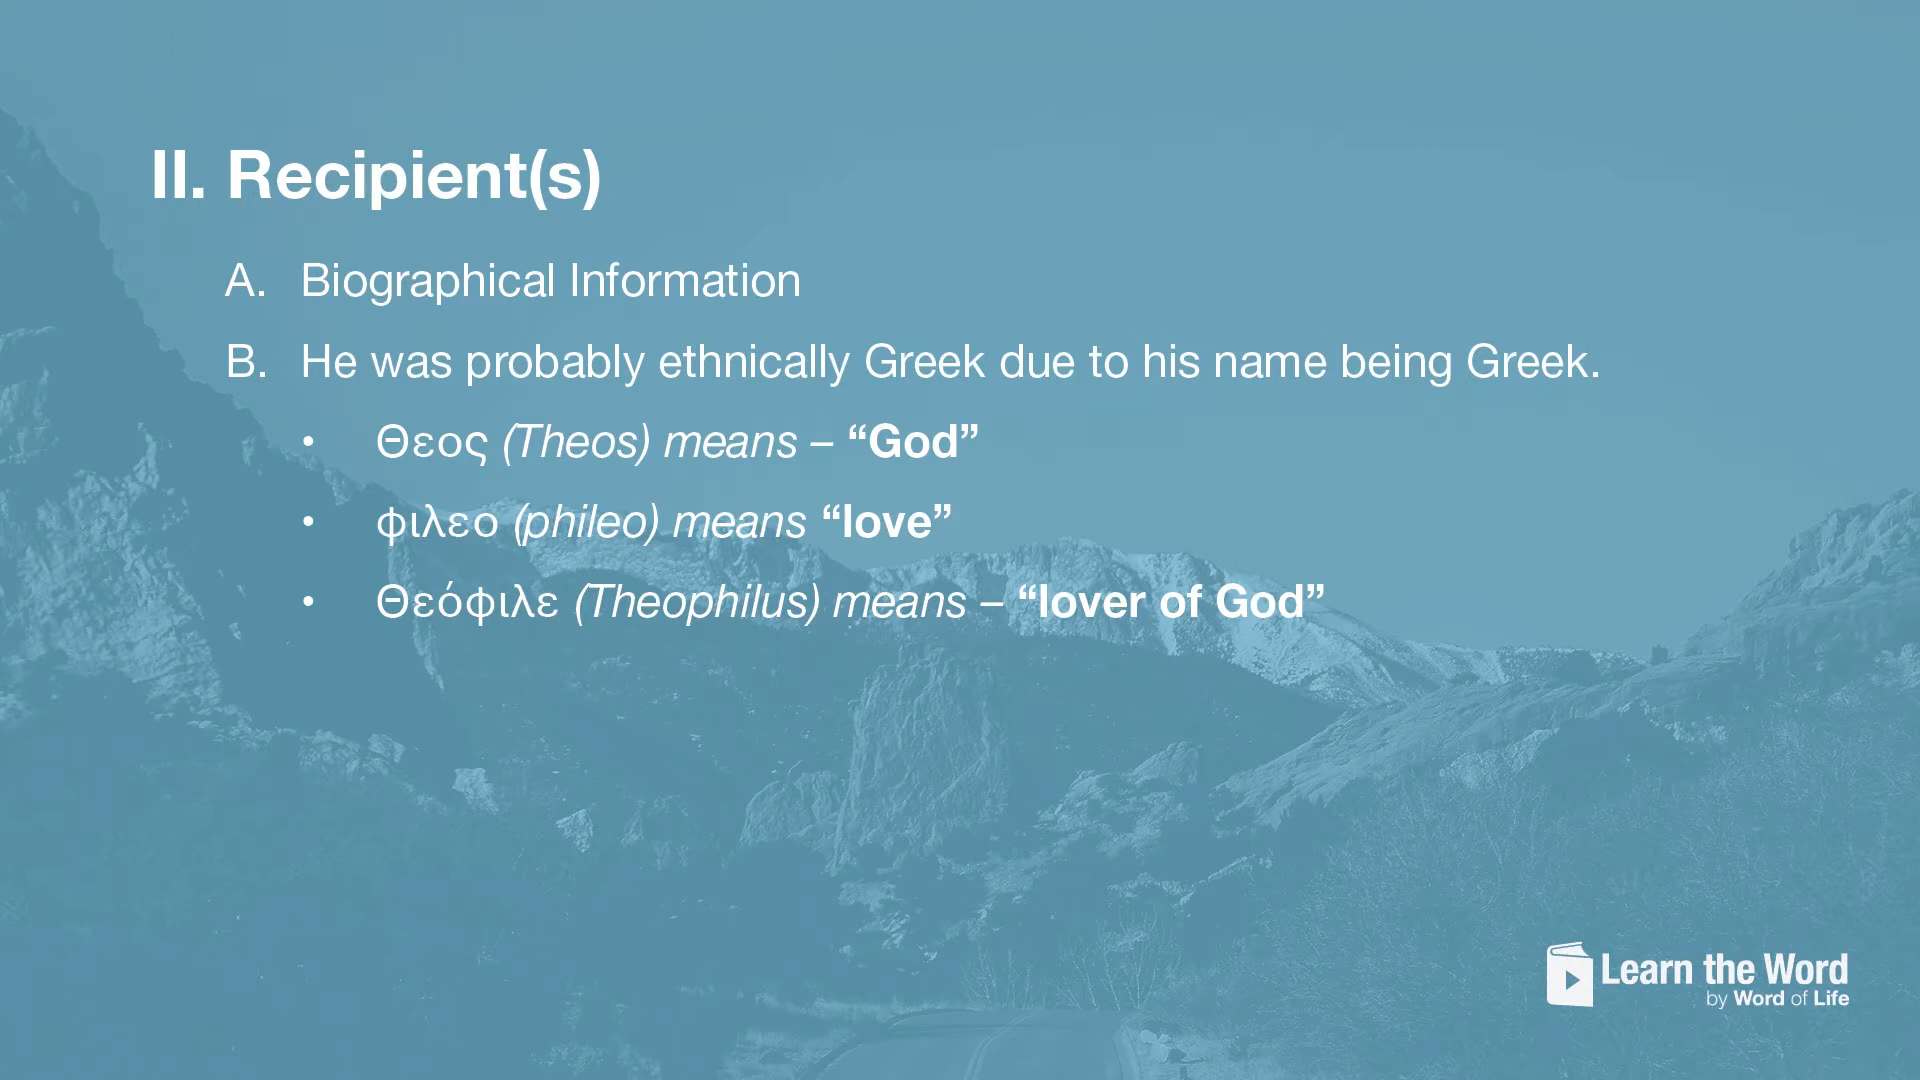 II. Recipient(s)
A. Biographical Information
B. He was probably ethnically Greek due to his name being Greek.
• Θεος (Theos) means – “God”
• φιλεο (phileo) means “love”
• Θεόφιλε (Theophilus) means – “lover of God”
Learn the Word
by Word of Life